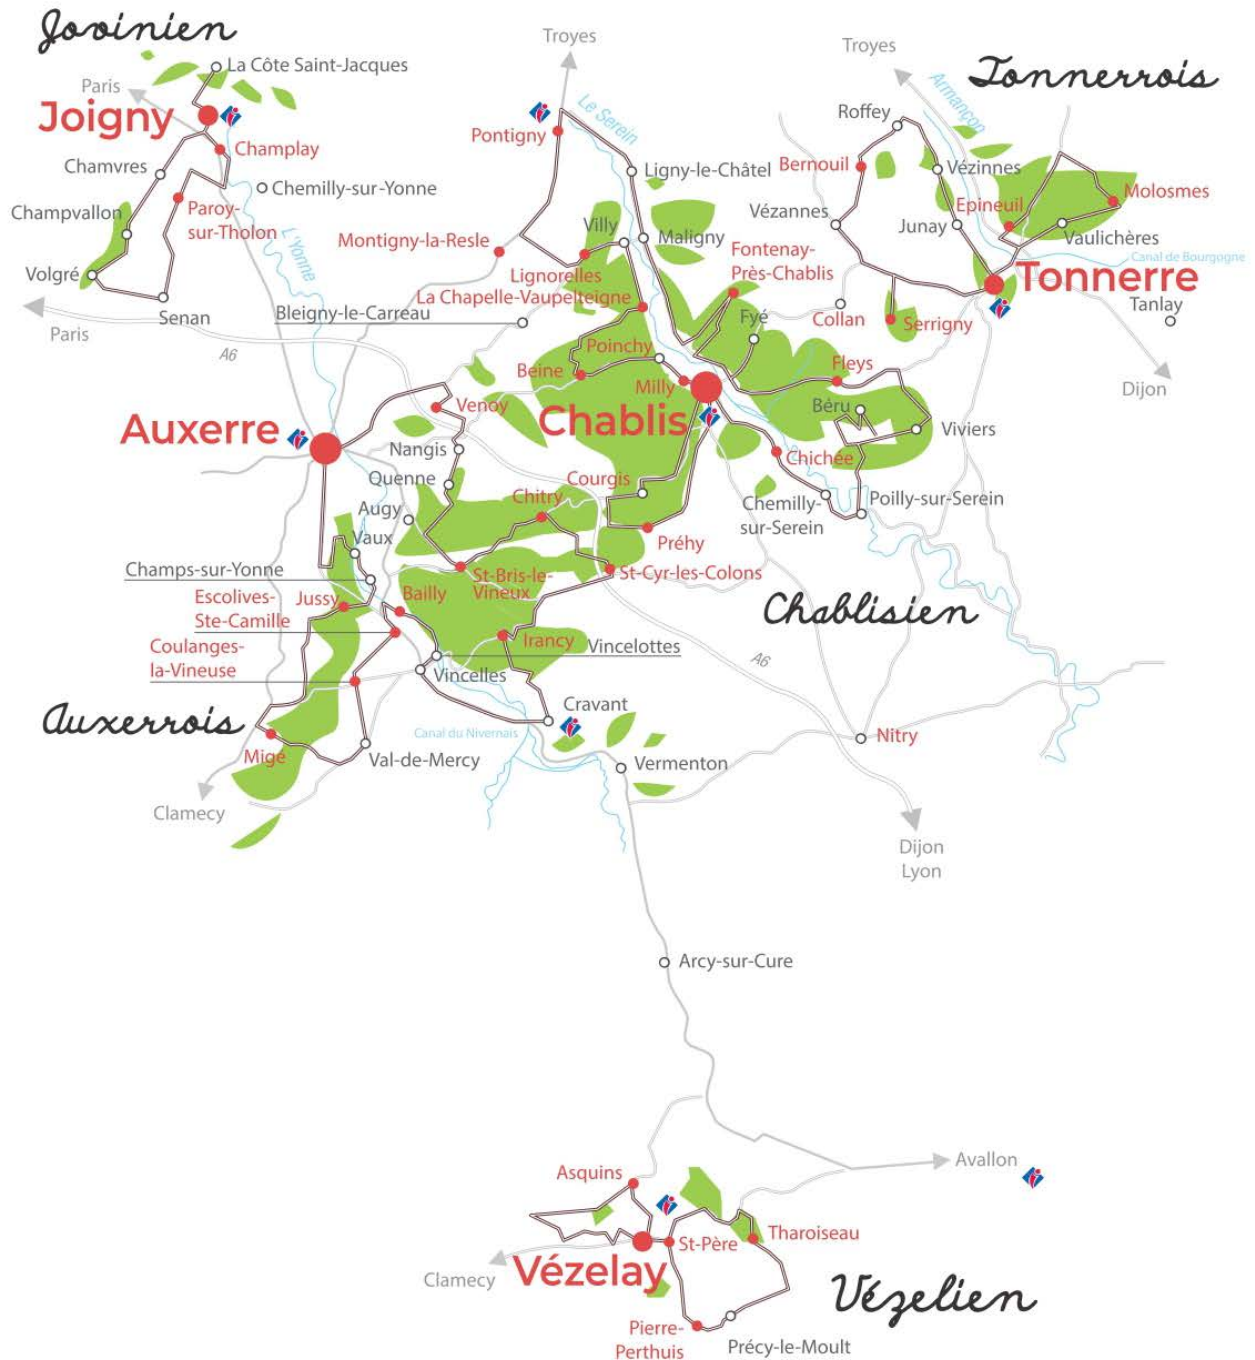 Jovinien
Troyes
Troyes
Tonnerrois
La Côte Saint-Jacques
Paris
Armançon
Joigny
Le Serein
Roffey
Pontigny
Champlay
Chamvres
Ligny-le-Châtel
Bernouil
Vézinnes
Chemilly-sur-Yonne
Molosmes
Champvallon
Paroy-
sur-Tholon
Vézannes
Epineuil
Villy
Junay
Montigny-la-Resle
Maligny
Vaulichères
L'Yonne
Fontenay-
Près-Chablis
Canal de Bourgogne
Volgré
Lignorelles
Tonnerre
La Chapelle-Vaupelteigne
Tanlay
Senan
Bleigny-le-Carreau
Fyé
Collan
Serrigny
Paris
A6
Poinchy
Beine
Milly
Fleys
Dijon
Venoy
Chablis
Béru
Auxerre
Viviers
Nangis
Chichée
Quenne
Courgis
Chitry
Chemilly-
sur-Serein
Poilly-sur-Serein
Augy
Vaux
Préhy
Champs-sur-Yonne
St-Bris-le-
Vineux
St-Cyr-les-Colons
Escolives-
Ste-Camille
Jussy
Bailly
Chablisien
Coulanges-
la-Vineuse
Irancy
Vincelottes
A6
Vincelles
Auxerrois
Cravant
Canal du Nivernais
Nitry
Migé
Val-de-Mercy
Vermenton
Clamecy
Dijon
Lyon
Arcy-sur-Cure
Avallon
Asquins
Tharoiseau
St-Père
Vézelay
Clamecy
Vézelien
Pierre-
Perthuis
Précy-le-Moult